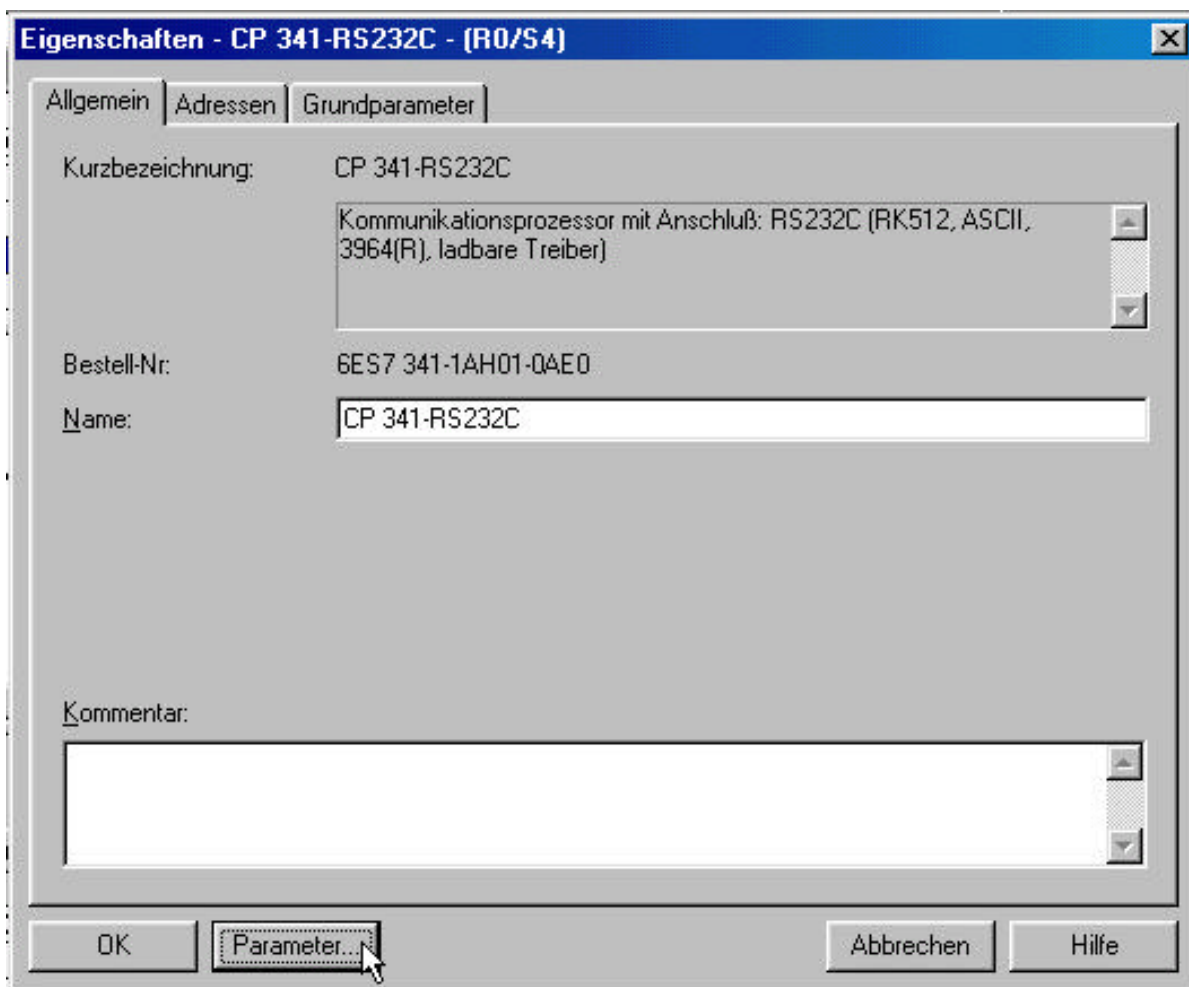 Eigenschaften - CP 341-RS232C - (R0/S4)
Allgemein Adressen Grundparameter
Kurzbezeichnung: CP 341-RS232C
Kommunikationsprozessor mit Anschluß: RS232C (RK512, ASCII,
3964(R), ladbare Treiber)
Bestell-Nr: 6ES7 341-1AH01-0AE0
Name: CP 341-RS232C
Kommentar:
OK Parameter... Abbrechen Hilfe